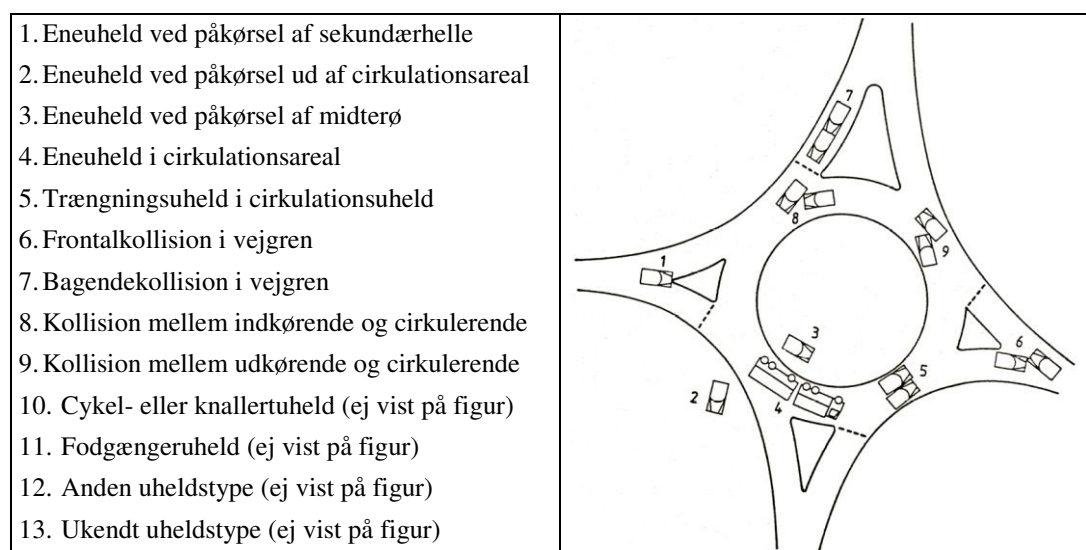 1. Eneuheld ved påkørsel af sekundærhelle
2. Eneuheld ved påkørsel ud af cirkulationsareal
3. Eneuheld ved påkørsel af midterø
4. Eneuheld i cirkulationsareal
5. Trængningsuheld i cirkulationsuheld
6. Frontalkollision i vejgren
7. Bagendekollision i vejgren
8. Kollision mellem indkørende og cirkulerende
9. Kollision mellem udkørende og cirkulerende
10. Cykel- eller knallertuheld (ej vist på figur)
11. Fodgængeruheld (ej vist på figur)
12. Anden uheldstype (ej vist på figur)
13. Ukendt uheldstype (ej vist på figur)
7
8
9
1
3
6
5
2
4